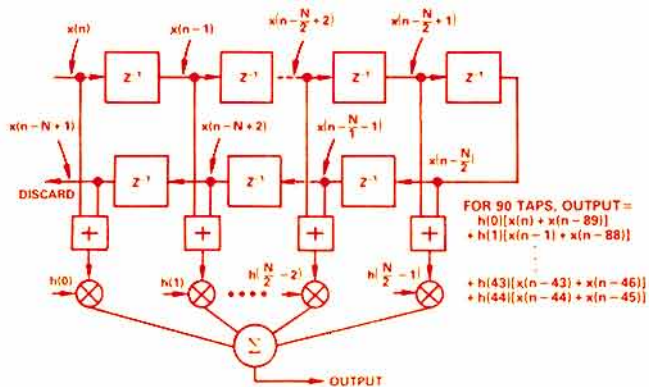 x(n) x(n−1) x(n−N/2+2) x(n−N/2+1)
Z⁻¹ Z⁻¹ Z⁻¹ Z⁻¹
x(n−N+1) x(n−N+2) x(n−N/1−1) x(n−N/2)
Z⁻¹ Z⁻¹ Z⁻¹
DISCARD
+ + + +
h(0) h(1) h(N/2−2) h(N/2−1)
Σ
OUTPUT
FOR 90 TAPS, OUTPUT=
h(0)[x(n) + x(n−89)]
+ h(1)[x(n−1) + x(n−88)]
+ h(43)[x(n−43) + x(n−46)]
+ h(44)[x(n−44) + x(n−45)]